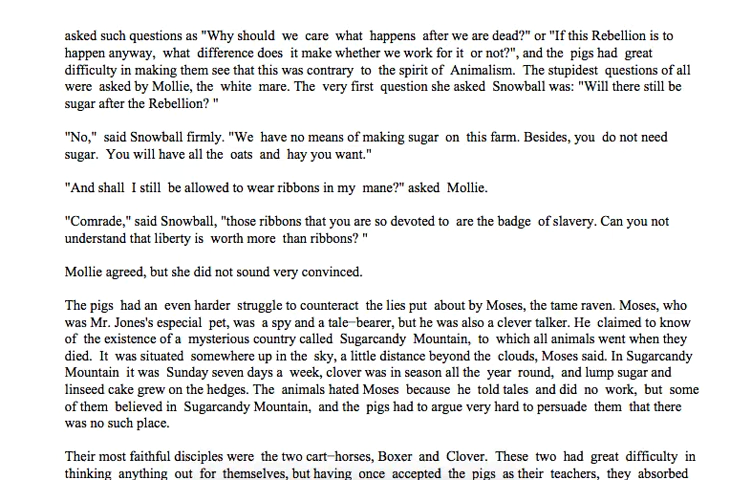 asked such questions as "Why should we care what happens after we are dead?" or "If this Rebellion is to
happen anyway, what difference does it make whether we work for it or not?", and the pigs had great
difficulty in making them see that this was contrary to the spirit of Animalism. The stupidest questions of all
were asked by Mollie, the white mare. The very first question she asked Snowball was: "Will there still be
sugar after the Rebellion? "
"No," said Snowball firmly. "We have no means of making sugar on this farm. Besides, you do not need
sugar. You will have all the oats and hay you want."
"And shall I still be allowed to wear ribbons in my mane?" asked Mollie.
"Comrade," said Snowball, "those ribbons that you are so devoted to are the badge of slavery. Can you not
understand that liberty is worth more than ribbons? "
Mollie agreed, but she did not sound very convinced.
The pigs had an even harder struggle to counteract the lies put about by Moses, the tame raven. Moses, who
was Mr. Jones's especial pet, was a spy and a tale-bearer, but he was also a clever talker. He claimed to know
of the existence of a mysterious country called Sugarcandy Mountain, to which all animals went when they
died. It was situated somewhere up in the sky, a little distance beyond the clouds, Moses said. In Sugarcandy
Mountain it was Sunday seven days a week, clover was in season all the year round, and lump sugar and
linseed cake grew on the hedges. The animals hated Moses because he told tales and did no work, but some
of them believed in Sugarcandy Mountain, and the pigs had to argue very hard to persuade them that there
was no such place.
Their most faithful disciples were the two cart-horses, Boxer and Clover. These two had great difficulty in
thinking anything out for themselves, but having once accepted the pigs as their teachers, they absorbed